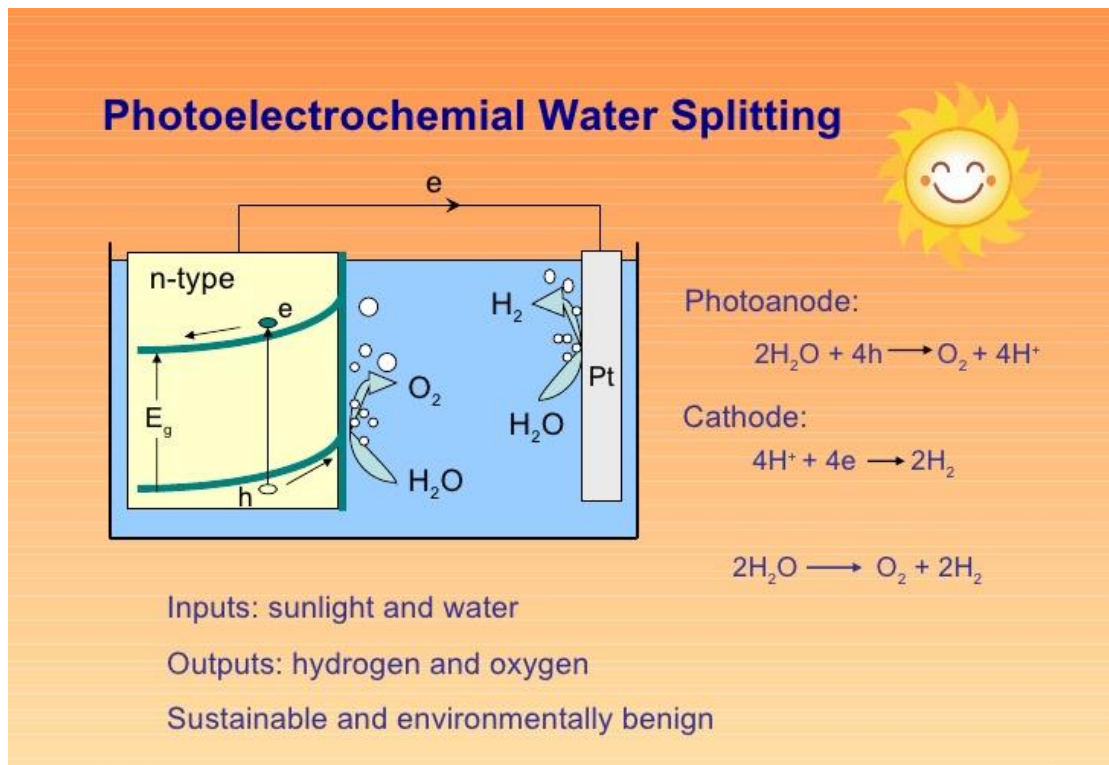 Photoelectrochemial Water Splitting
e
n-type
e
E_g
h
O₂
H₂O
H₂
H₂O
Pt
Photoanode:
2H₂O + 4h ⟶ O₂ + 4H⁺
Cathode:
4H⁺ + 4e ⟶ 2H₂
2H₂O ⟶ O₂ + 2H₂
Inputs: sunlight and water
Outputs: hydrogen and oxygen
Sustainable and environmentally benign